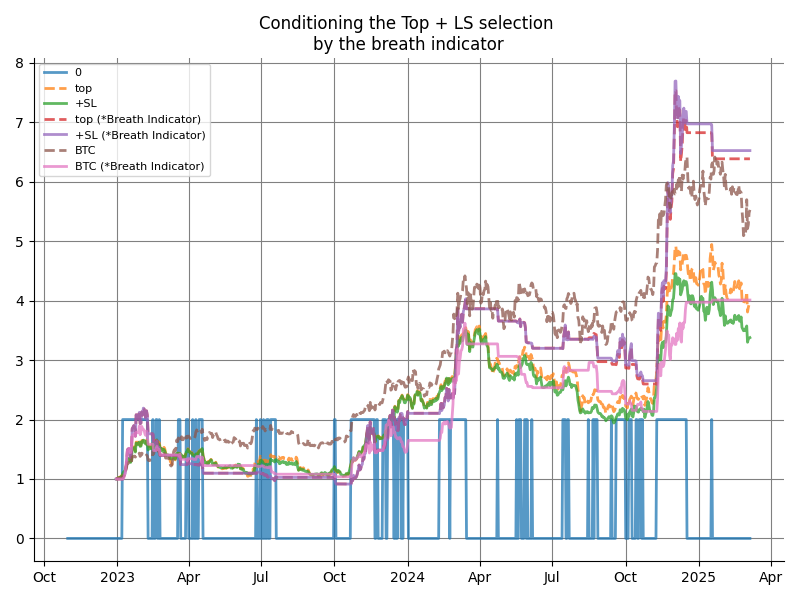 Conditioning the Top + LS selection
by the breath indicator
8
7
6
5
4
3
2
1
0
0
top
+SL
top (*Breath Indicator)
+SL (*Breath Indicator)
BTC
BTC (*Breath Indicator)
Oct
2023
Apr
Jul
Oct
2024
Apr
Jul
Oct
2025
Apr